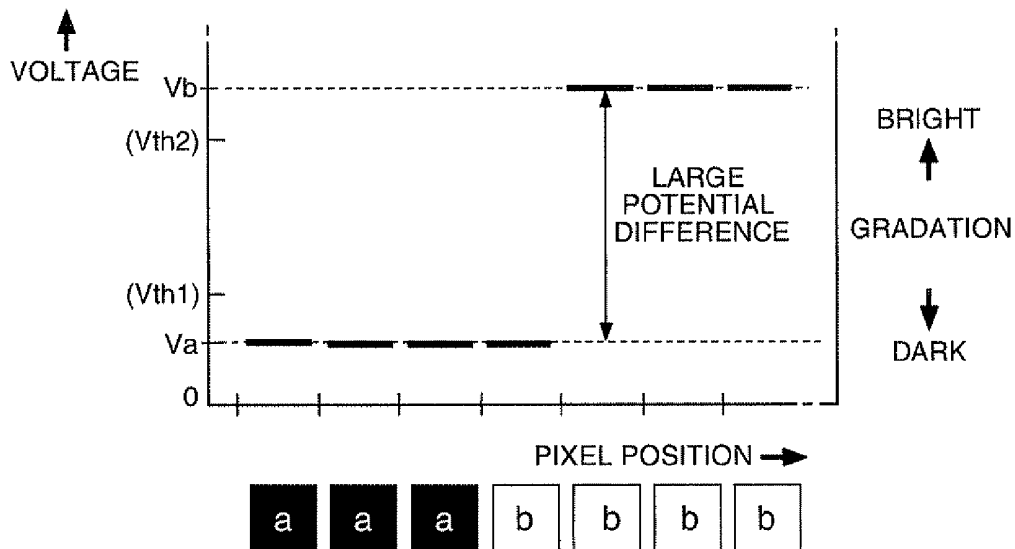 VOLTAGE
Vb
(Vth2)
(Vth1)
Va
0
LARGE
POTENTIAL
DIFFERENCE
BRIGHT
GRADATION
DARK
PIXEL POSITION
a a a b b b b